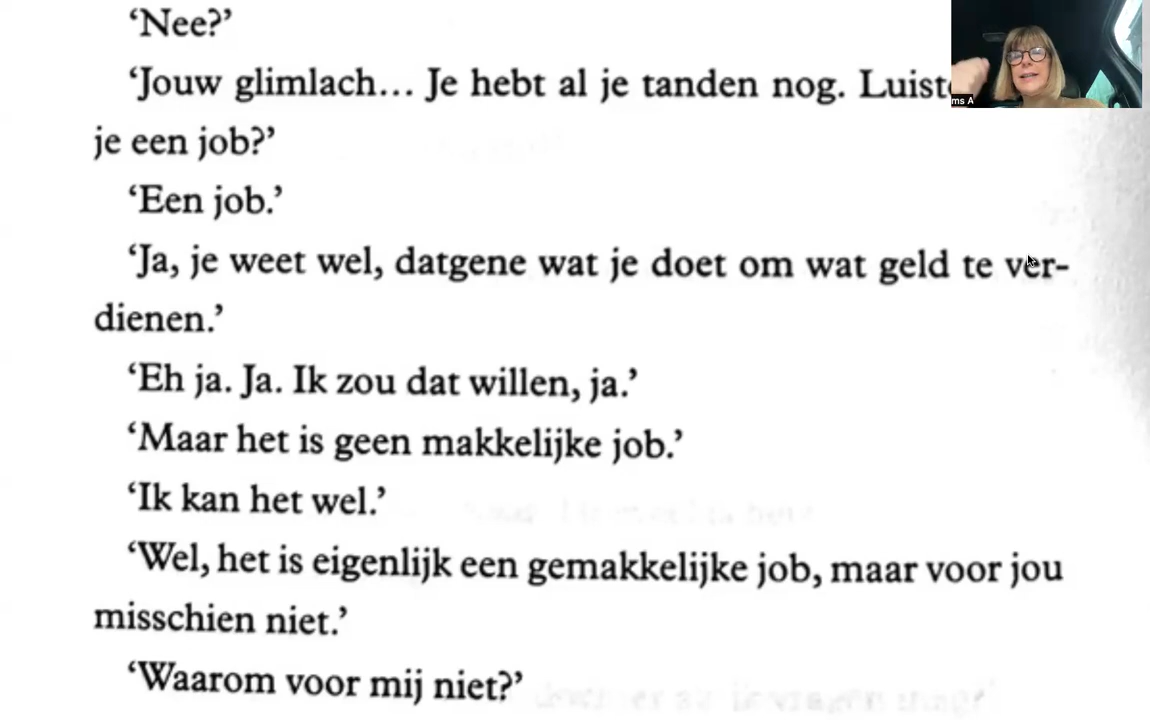 ‘Nee?’
‘Jouw glimlach… Je hebt al je tanden nog. Luist
je een job?’
‘Een job.’
‘Ja, je weet wel, datgene wat je doet om wat geld te ver-
dienen.’
‘Eh ja. Ja. Ik zou dat willen, ja.’
‘Maar het is geen makkelijke job.’
‘Ik kan het wel.’
‘Wel, het is eigenlijk een gemakkelijke job, maar voor jou
misschien niet.’
‘Waarom voor mij niet?’
ms A